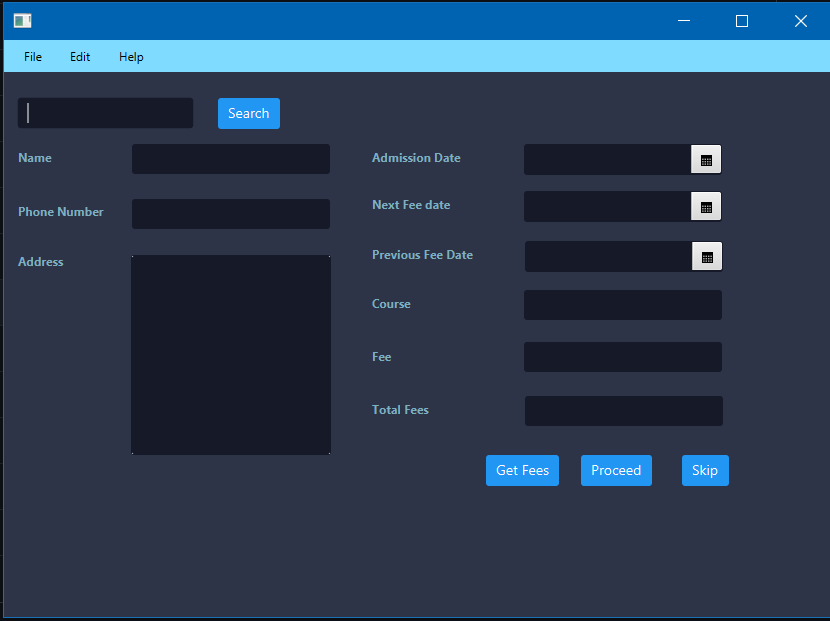 File Edit Help
Search
Name
Phone Number
Address
Admission Date
Next Fee date
Previous Fee Date
Course
Fee
Total Fees
Get Fees Proceed Skip